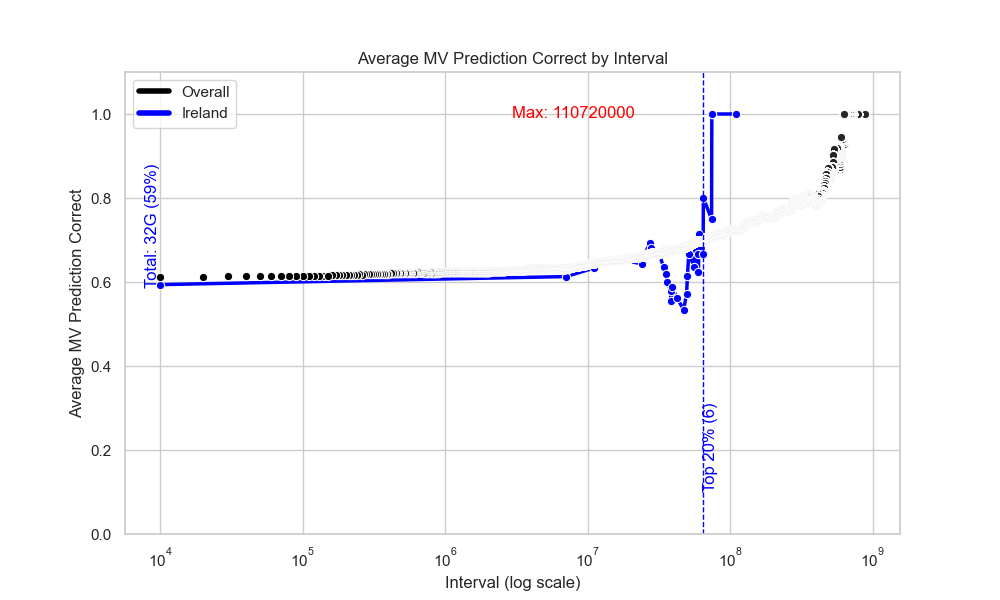 Average MV Prediction Correct by Interval
Overall
Ireland
Max: 110720000
Total: 32G (59%)
Top 20% (6)
Average MV Prediction Correct
1.0
0.8
0.6
0.4
0.2
0.0
10^4 10^5 10^6 10^7 10^8 10^9
Interval (log scale)